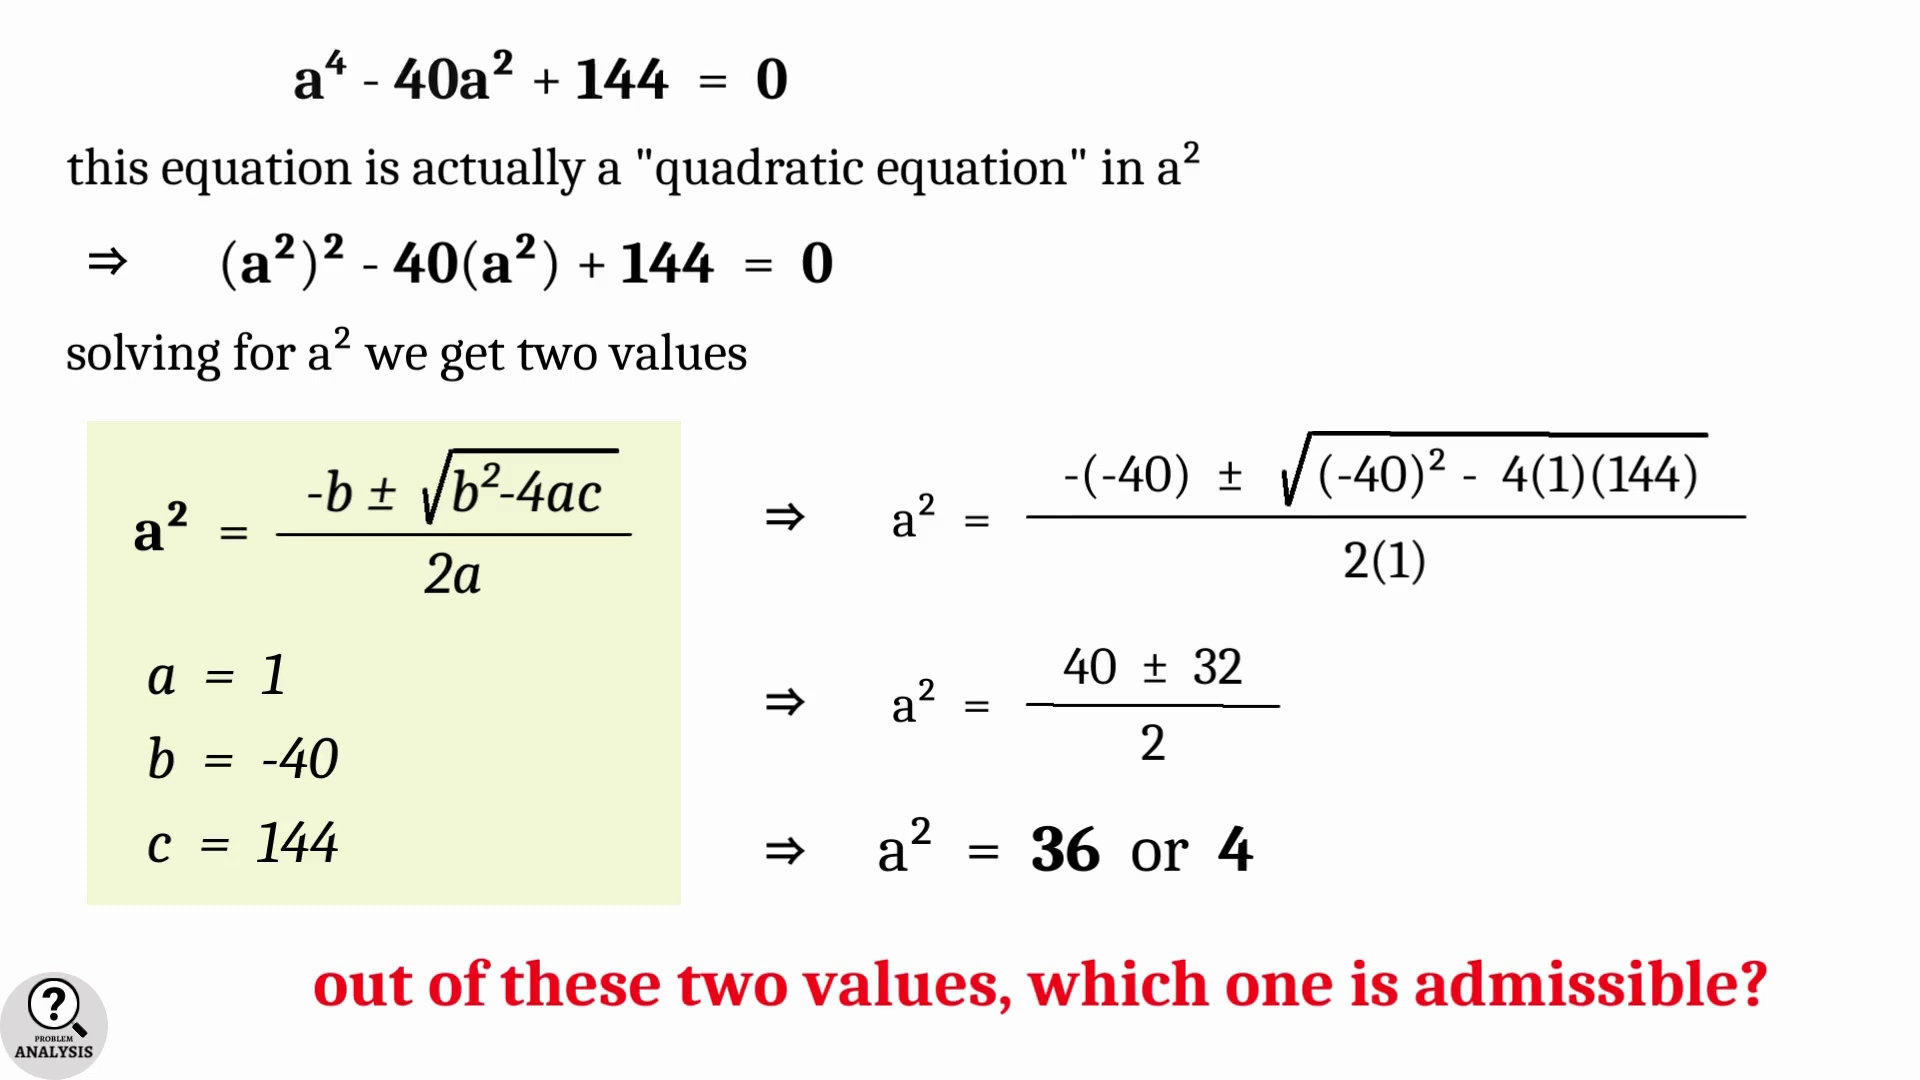 a⁴ - 40a² + 144 = 0
this equation is actually a "quadratic equation" in a²
⇒ (a²)² - 40(a²) + 144 = 0
solving for a² we get two values
a² = -b ± √b²-4ac / 2a
a = 1
b = -40
c = 144
⇒ a² = -(-40) ± √(-40)² - 4(1)(144) / 2(1)
⇒ a² = 40 ± 32 / 2
⇒ a² = 36 or 4
out of these two values, which one is admissible?
?
PROBLEM
ANALYSIS